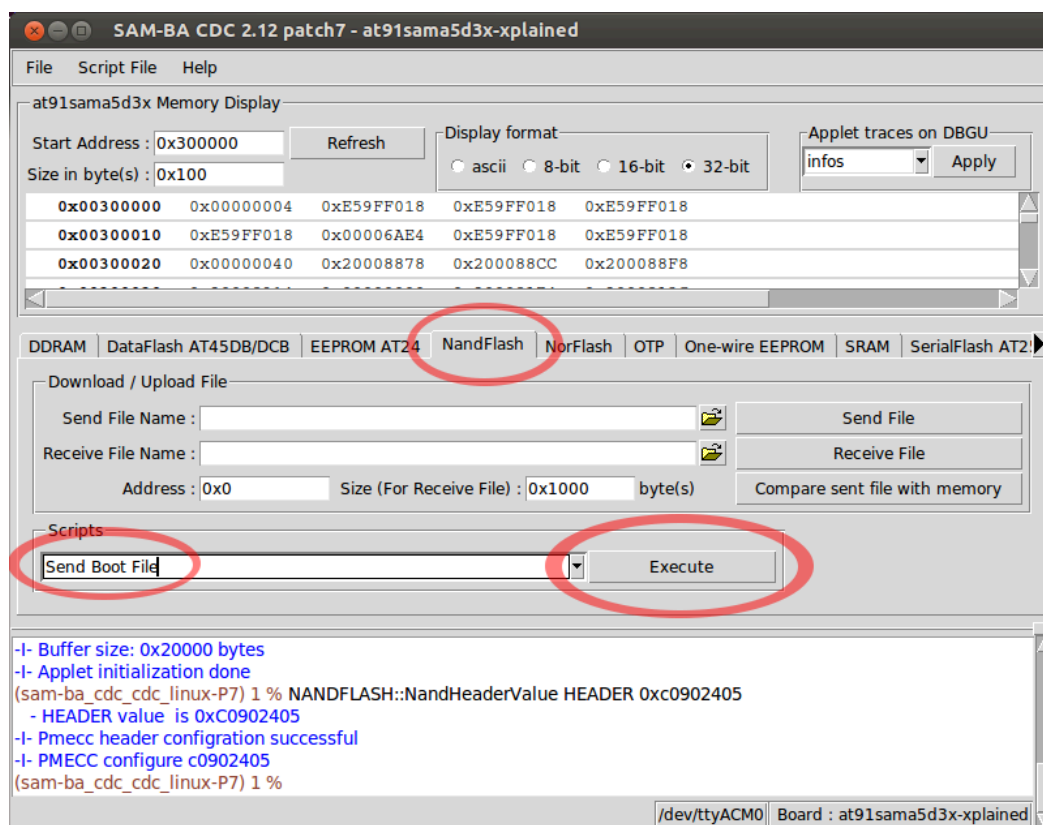 SAM-BA CDC 2.12 patch7 - at91sama5d3x-xplained
File Script File Help
at91sama5d3x Memory Display
Start Address : 0x300000 Refresh Display format Applet traces on DBGU
Size in byte(s) : 0x100 ascii 8-bit 16-bit 32-bit infos Apply
0x00300000 0x00000004 0xE59FF018 0xE59FF018 0xE59FF018
0x00300010 0xE59FF018 0x00006AE4 0xE59FF018 0xE59FF018
0x00300020 0x00000040 0x20008878 0x200088CC 0x200088F8
DDRAM DataFlash AT45DB/DCB EEPROM AT24 NandFlash NorFlash OTP One-wire EEPROM SRAM SerialFlash
Download / Upload File
Send File Name : Send File
Receive File Name : Receive File
Address : 0x0 Size (For Receive File) : 0x1000 byte(s) Compare sent file with memory
Scripts
Send Boot File Execute
-I- Buffer size: 0x20000 bytes
-I- Applet initialization done
(sam-ba_cdc_cdc_linux-P7) 1 % NANDFLASH::NandHeaderValue HEADER 0xc0902405
- HEADER value is 0xC0902405
-I- Pmecc header configration successful
-I- PMECC configure c0902405
(sam-ba_cdc_cdc_linux-P7) 1 %
/dev/ttyACM0 Board : at91sama5d3x-xplained